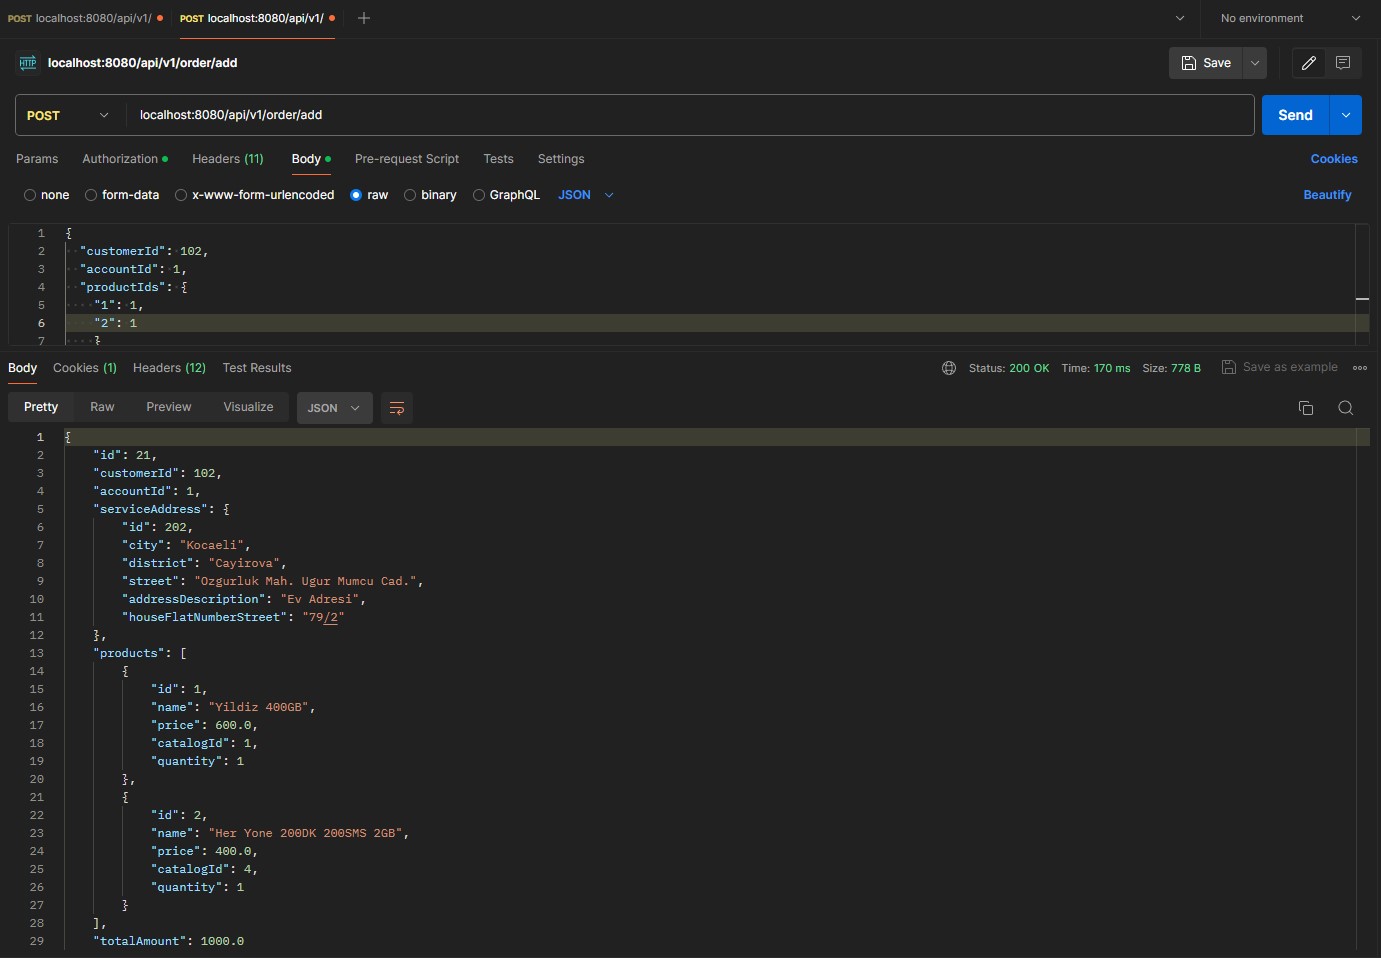 POST localhost:8080/api/v1/ POST localhost:8080/api/v1/ No environment
HTTP localhost:8080/api/v1/order/add Save
POST localhost:8080/api/v1/order/add Send
Params Authorization Headers (11) Body Pre-request Script Tests Settings Cookies
none form-data x-www-form-urlencoded raw binary GraphQL JSON Beautify
1 {
2 "customerId": 102,
3 "accountId": 1,
4 "productIds": {
5 "1": 1,
6 "2": 1
7 }
Body Cookies (1) Headers (12) Test Results Status: 200 OK Time: 170 ms Size: 778 B Save as example
Pretty Raw Preview Visualize JSON
1 {
2 "id": 21,
3 "customerId": 102,
4 "accountId": 1,
5 "serviceAddress": {
6 "id": 202,
7 "city": "Kocaeli",
8 "district": "Cayirova",
9 "street": "Ozgurluk Mah. Ugur Mumcu Cad.",
10 "addressDescription": "Ev Adresi",
11 "houseFlatNumberStreet": "79/2"
12 },
13 "products": [
14 {
15 "id": 1,
16 "name": "Yildiz 400GB",
17 "price": 600.0,
18 "catalogId": 1,
19 "quantity": 1
20 },
21 {
22 "id": 2,
23 "name": "Her Yone 200DK 200SMS 2GB",
24 "price": 400.0,
25 "catalogId": 4,
26 "quantity": 1
27 }
28 ],
29 "totalAmount": 1000.0